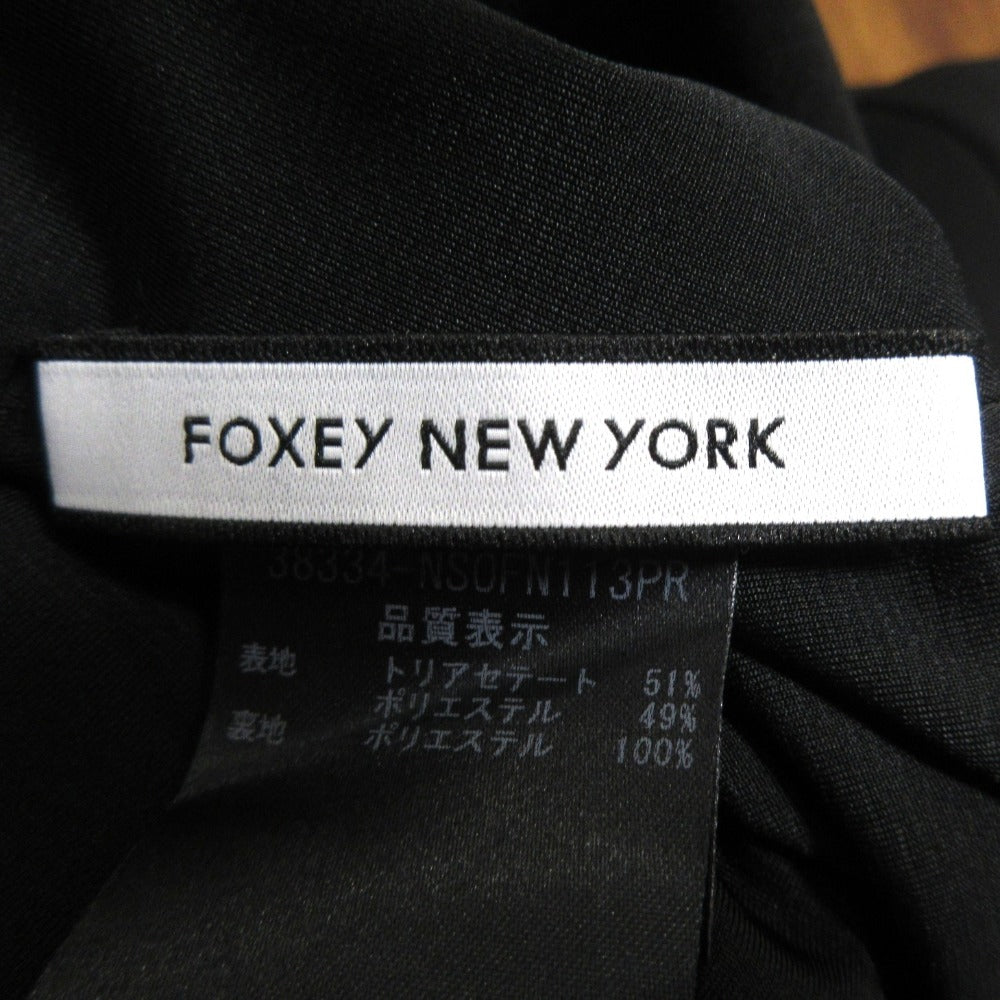 FOXEY NEW YORK
38334-NSOFN113PR
品質表示
表地 トリアセテート 51%
ポリエステル 49%
裏地 ポリエステル 100%